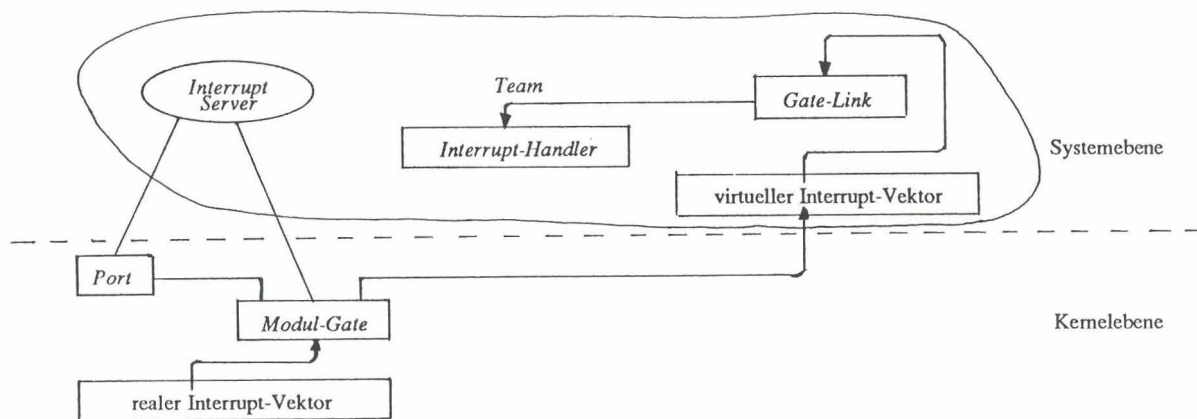 Interrupt
Server
Team
Gate-Link
Interrupt-Handler
Systemebene
virtueller Interrupt-Vektor
Port
Modul-Gate
Kernelebene
realer Interrupt-Vektor